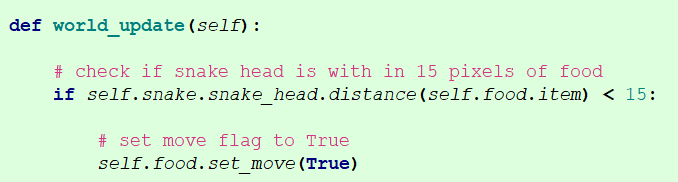 def world_update(self):
# check if snake head is with in 15 pixels of food
if self.snake.snake_head.distance(self.food.item) < 15:
# set move flag to True
self.food.set_move(True)